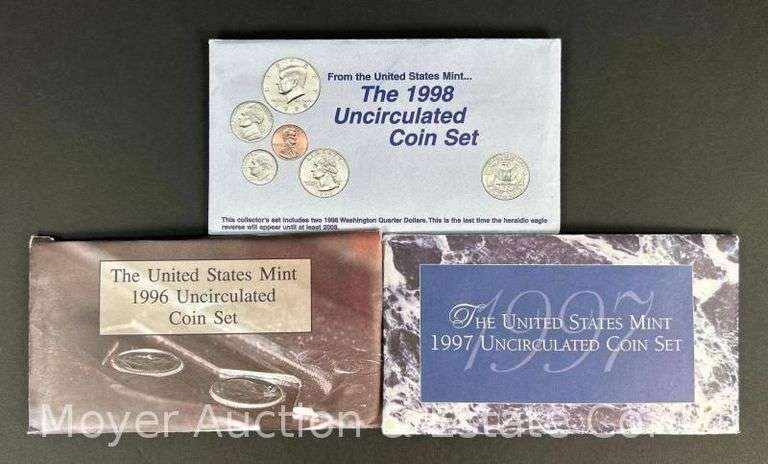 From the United States Mint...
The 1998
Uncirculated
Coin Set
This collector's set includes two 1998 Washington Quarter Dollars. This is the last time the heraldic eagle
reverse will appear until at least 2009.
The United States Mint
1996 Uncirculated
Coin Set
1997
The United States Mint
1997 Uncirculated Coin Set
Moyer Auction & Estate Co